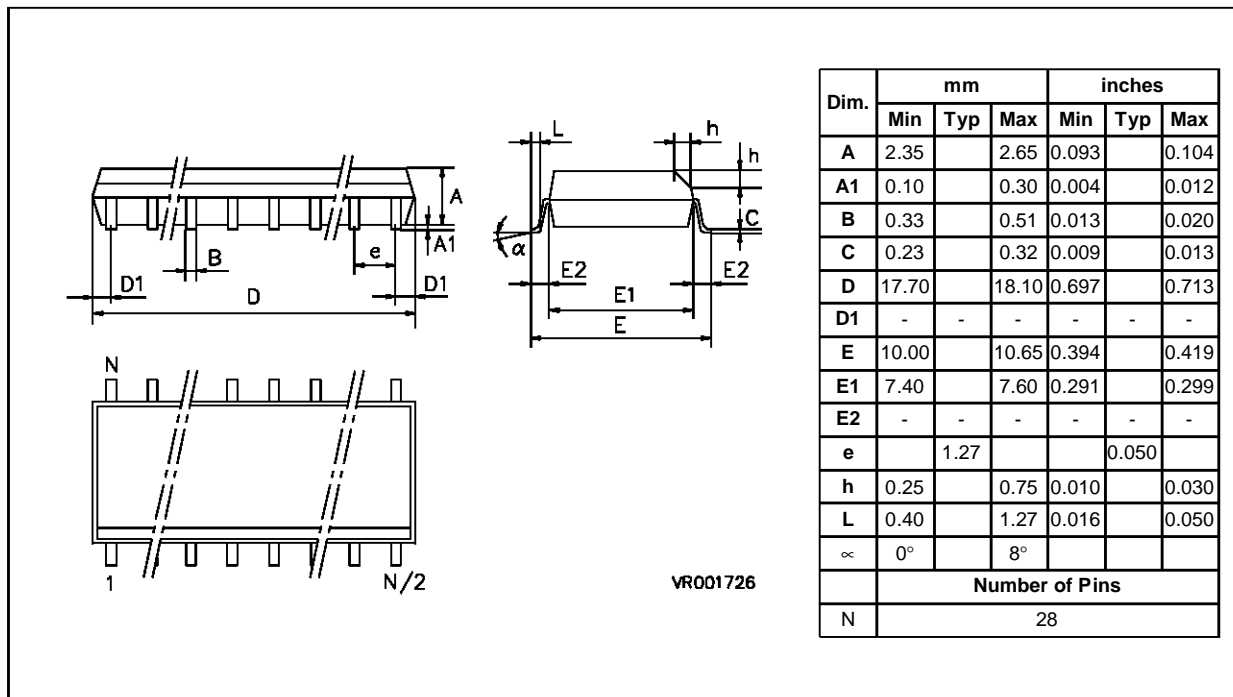 L
h
h
A
A1
B
e
D1
D
D1
C
α
E2
E2
E1
E
N
1
N/2
VR001726
Dim. mm inches
Min Typ Max Min Typ Max
A 2.35 2.65 0.093 0.104
A1 0.10 0.30 0.004 0.012
B 0.33 0.51 0.013 0.020
C 0.23 0.32 0.009 0.013
D 17.70 18.10 0.697 0.713
D1 - - - - - -
E 10.00 10.65 0.394 0.419
E1 7.40 7.60 0.291 0.299
E2 - - - - - -
e 1.27 0.050
h 0.25 0.75 0.010 0.030
L 0.40 1.27 0.016 0.050
∝ 0° 8°
Number of Pins
N 28